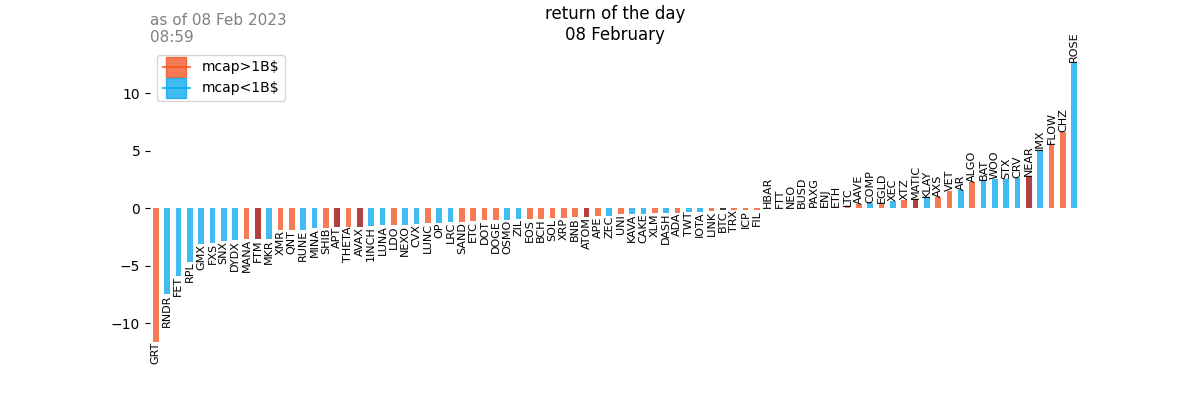 as of 08 Feb 2023
08:59
return of the day
08 February
mcap>1B$
mcap<1B$
10
5
0
−5
−10
GRT
RNDR
FET
RPL
GMX
FXS
SNX
DYDX
MANA
FTM
MKR
XMR
QNT
RUNE
MINA
SHIB
APT
THETA
AVAX
1INCH
LUNA
LDO
NEXO
CVX
LUNC
OP
LRC
SAND
ETC
DOT
DOGE
OSMO
ZIL
EOS
BCH
SOL
XRP
BNB
ATOM
APE
ZEC
UNI
KAVA
CAKE
XLM
DASH
ADA
TWT
IOTA
LINK
BTC
TRX
ICP
FIL
HBAR
FTT
NEO
BUSD
PAXG
ENJ
ETH
LTC
AAVE
COMP
EGLD
XEC
XTZ
MATIC
KLAY
AXS
VET
AR
ALGO
BAT
WOO
STX
CRV
NEAR
IMX
FLOW
CHZ
ROSE